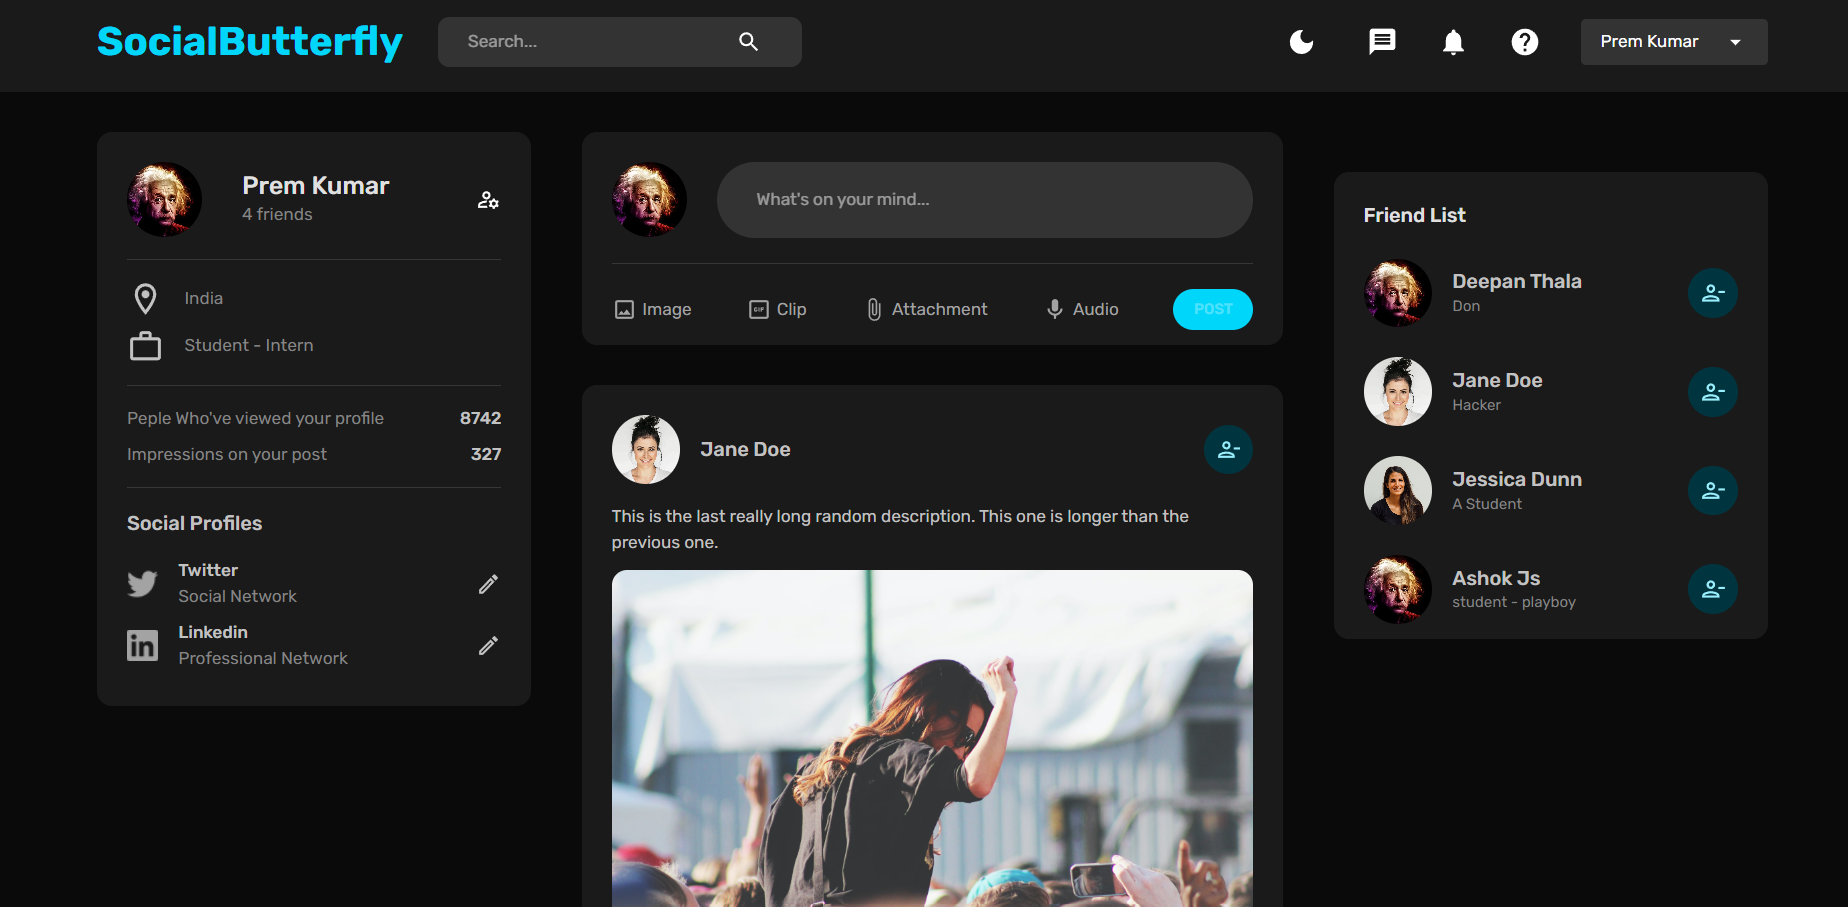 SocialButterfly
Search...
Prem Kumar
Prem Kumar
4 friends
India
Student - Intern
Peple Who've viewed your profile 8742
Impressions on your post 327
Social Profiles
Twitter
Social Network
Linkedin
Professional Network
What's on your mind...
Image GIF Clip Attachment Audio POST
Jane Doe
This is the last really long random description. This one is longer than the
previous one.
Friend List
Deepan Thala
Don
Jane Doe
Hacker
Jessica Dunn
A Student
Ashok Js
student - playboy